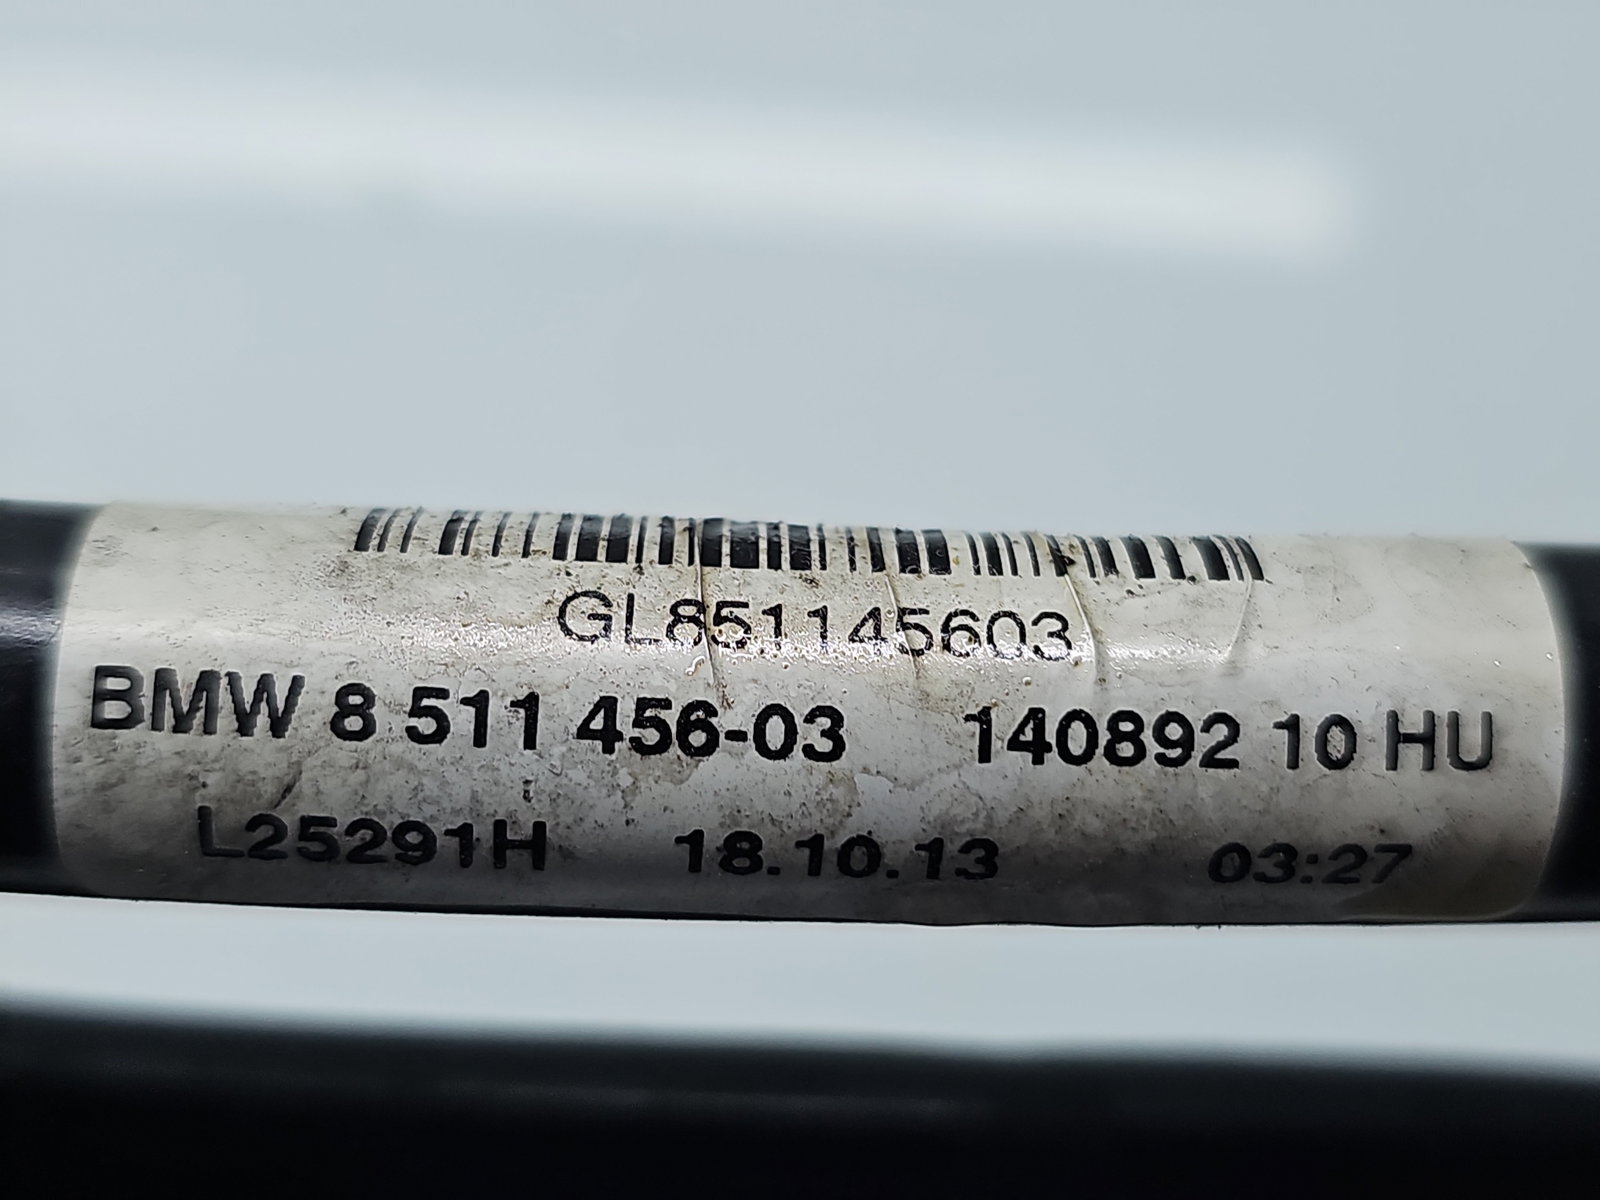 GL851145603
BMW 8 511 456-03 140892 10 HU
L25291H 18.10.13 03:27